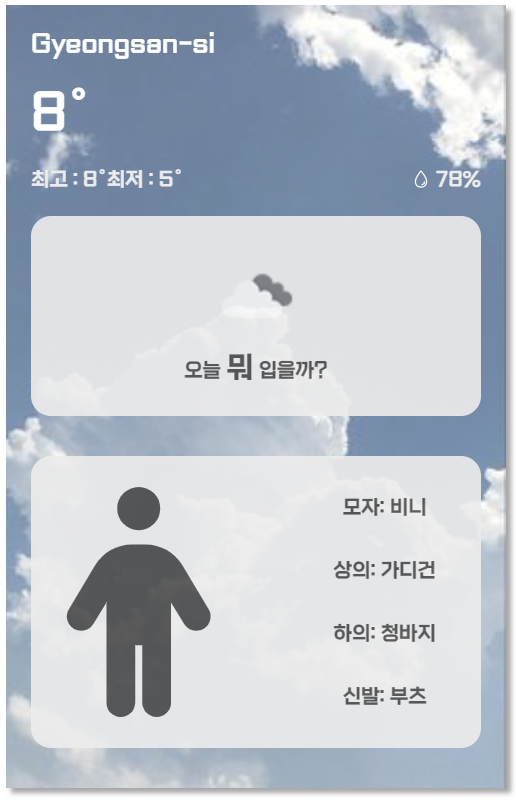 Gyeongsan-si
8°
최고 : 8°최저 : 5°
78%
오늘 뭐 입을까?
모자: 비니
상의: 가디건
하의: 청바지
신발: 부츠